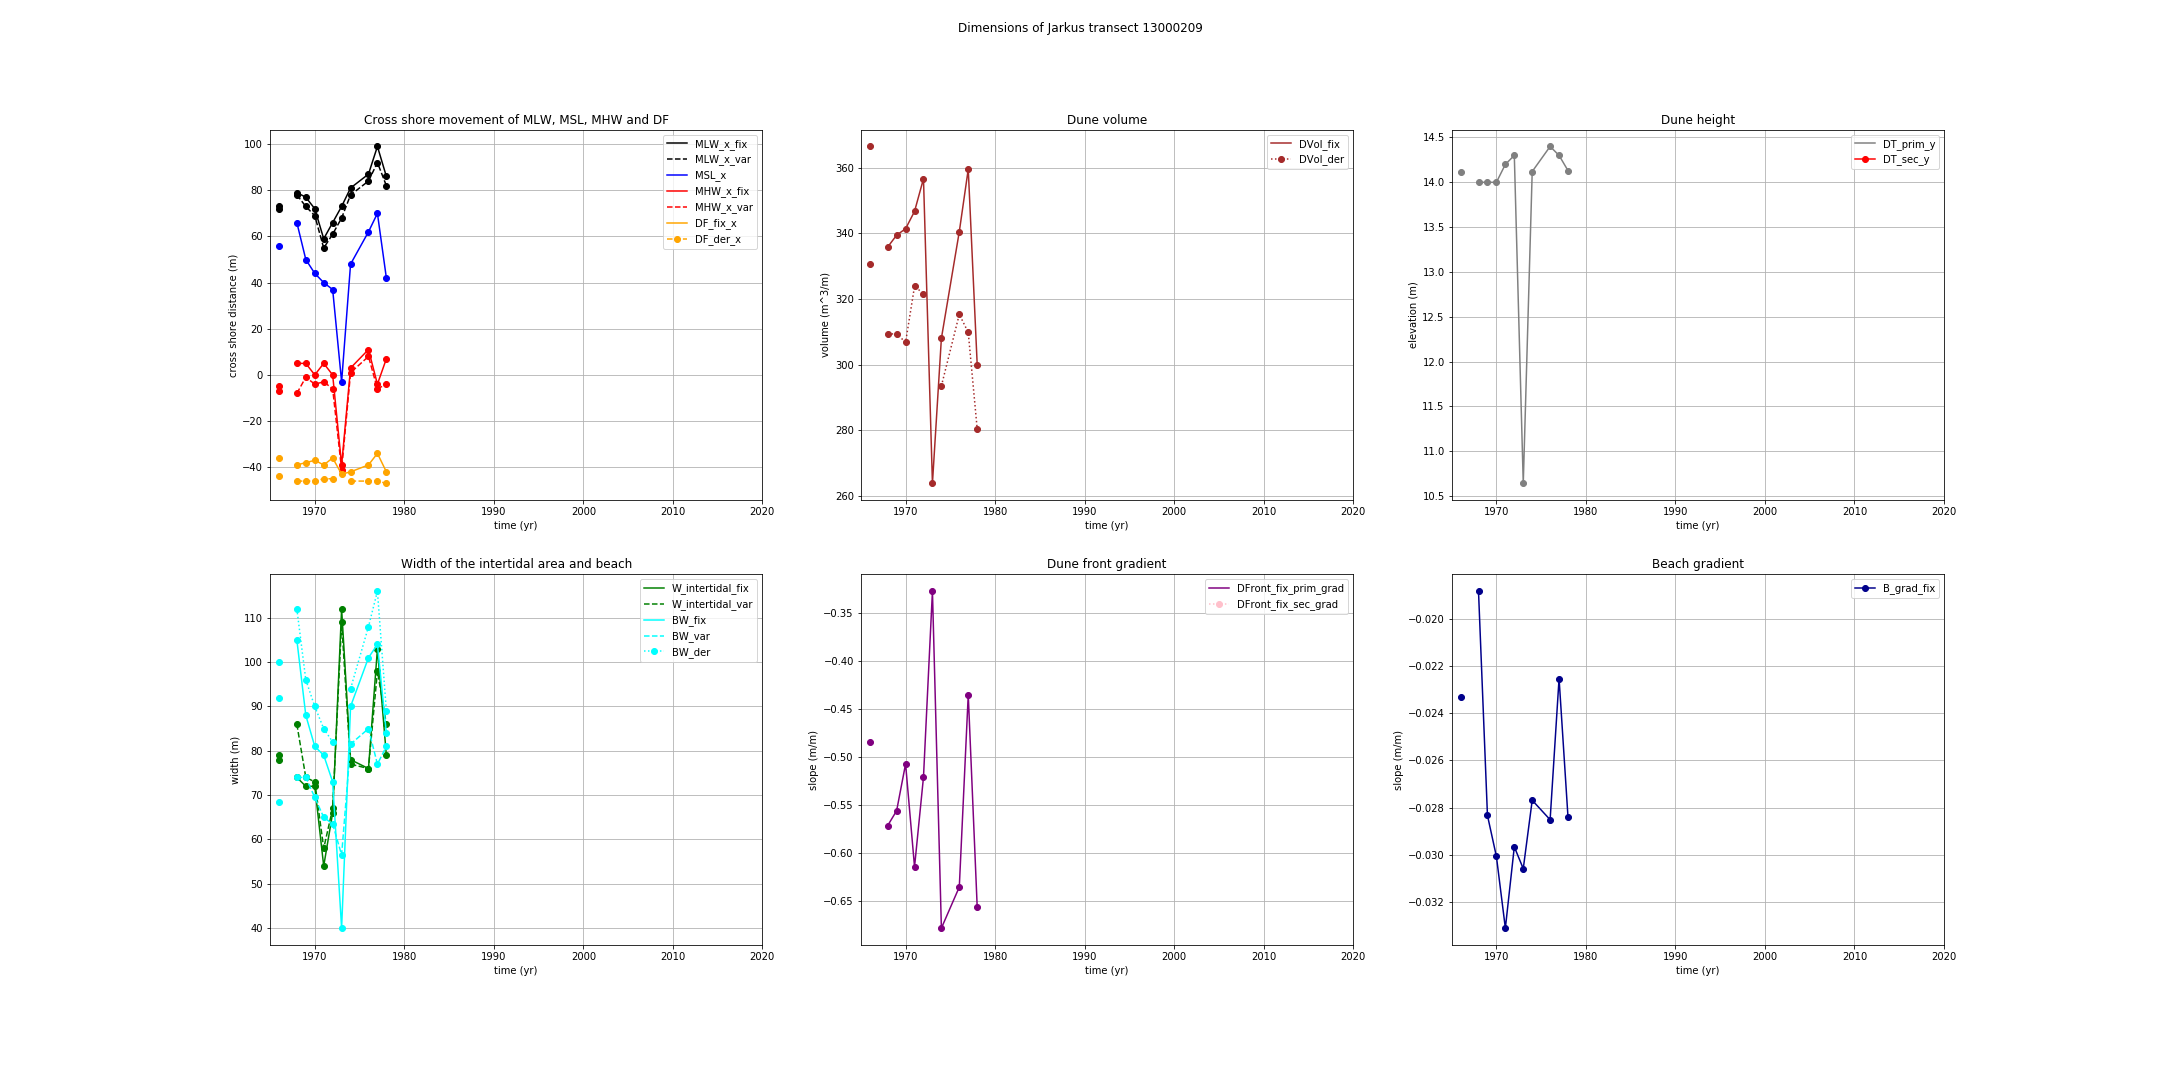 Dimensions of Jarkus transect 13000209
Cross shore movement of MLW, MSL, MHW and DF
cross shore distance (m)
100
80
60
40
20
0
−20
−40
MLW_x_fix
MLW_x_var
MSL_x
MHW_x_fix
MHW_x_var
DF_fix_x
DF_der_x
1970 1980 1990 2000 2010 2020
time (yr)
Dune volume
volume (m^3/m)
360
340
320
300
280
260
DVol_fix
DVol_der
1970 1980 1990 2000 2010 2020
time (yr)
Dune height
elevation (m)
14.5
14.0
13.5
13.0
12.5
12.0
11.5
11.0
10.5
DT_prim_y
DT_sec_y
1970 1980 1990 2000 2010 2020
time (yr)
Width of the intertidal area and beach
width (m)
110
100
90
80
70
60
50
40
W_intertidal_fix
W_intertidal_var
BW_fix
BW_var
BW_der
1970 1980 1990 2000 2010 2020
time (yr)
Dune front gradient
slope (m/m)
−0.35
−0.40
−0.45
−0.50
−0.55
−0.60
−0.65
DFront_fix_prim_grad
DFront_fix_sec_grad
1970 1980 1990 2000 2010 2020
time (yr)
Beach gradient
slope (m/m)
−0.020
−0.022
−0.024
−0.026
−0.028
−0.030
−0.032
B_grad_fix
1970 1980 1990 2000 2010 2020
time (yr)